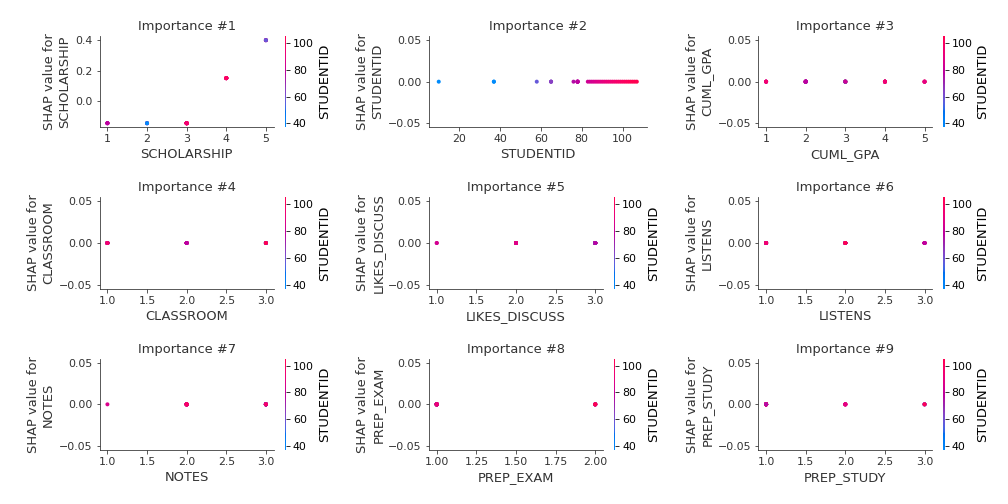 Importance #1
SHAP value for
SCHOLARSHIP
0.4
0.2
0.0
1 2 3 4 5
SCHOLARSHIP
100
80
60
40
STUDENTID
Importance #2
SHAP value for
STUDENTID
0.05
0.00
−0.05
20 40 60 80 100
STUDENTID
Importance #3
SHAP value for
CUML_GPA
0.05
0.00
−0.05
1 2 3 4 5
CUML_GPA
100
80
60
40
STUDENTID
Importance #4
SHAP value for
CLASSROOM
0.05
0.00
−0.05
1.0 1.5 2.0 2.5 3.0
CLASSROOM
100
80
60
40
STUDENTID
Importance #5
SHAP value for
LIKES_DISCUSS
0.05
0.00
−0.05
1.0 1.5 2.0 2.5 3.0
LIKES_DISCUSS
100
80
60
40
STUDENTID
Importance #6
SHAP value for
LISTENS
0.05
0.00
−0.05
1.0 1.5 2.0 2.5 3.0
LISTENS
100
80
60
40
STUDENTID
Importance #7
SHAP value for
NOTES
0.05
0.00
−0.05
1.0 1.5 2.0 2.5 3.0
NOTES
100
80
60
40
STUDENTID
Importance #8
SHAP value for
PREP_EXAM
0.05
0.00
−0.05
1.00 1.25 1.50 1.75 2.00
PREP_EXAM
100
80
60
40
STUDENTID
Importance #9
SHAP value for
PREP_STUDY
0.05
0.00
−0.05
1.0 1.5 2.0 2.5 3.0
PREP_STUDY
100
80
60
40
STUDENTID